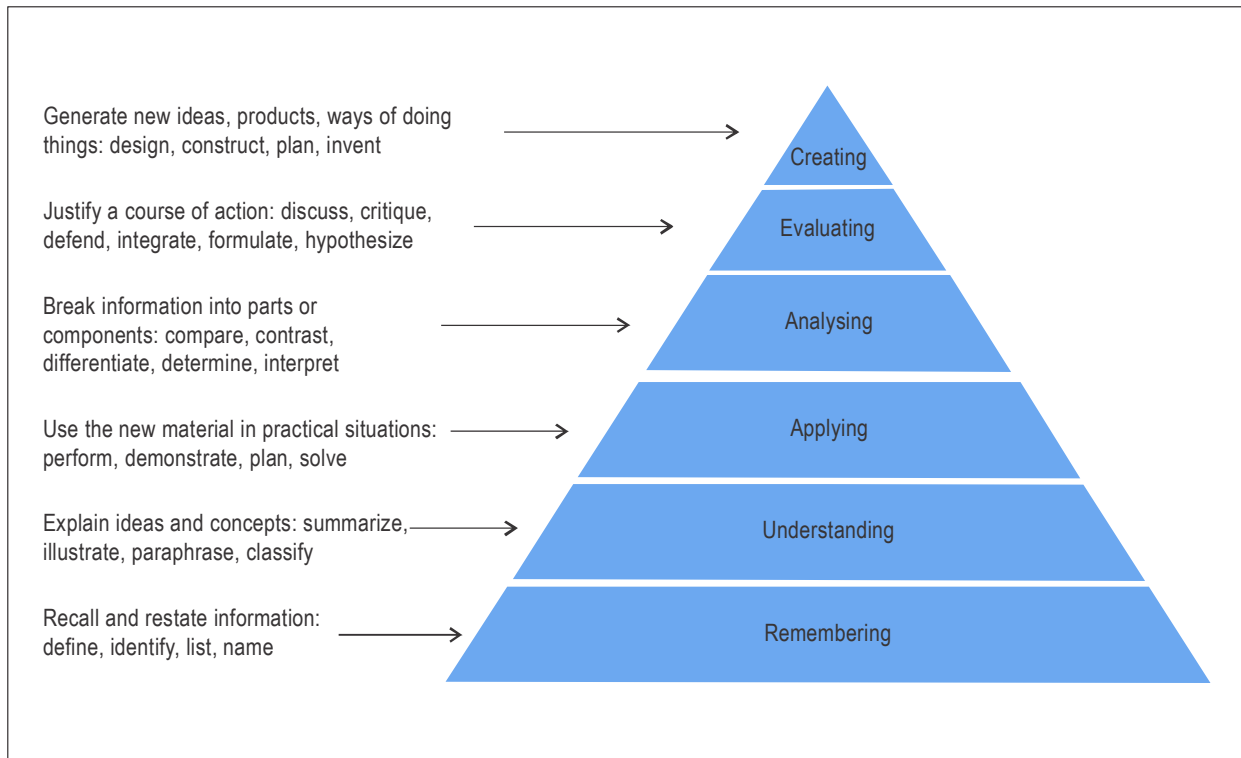 Generate new ideas, products, ways of doing
things: design, construct, plan, invent
Creating
Justify a course of action: discuss, critique,
defend, integrate, formulate, hypothesize
Evaluating
Break information into parts or
components: compare, contrast,
differentiate, determine, interpret
Analysing
Use the new material in practical situations:
perform, demonstrate, plan, solve
Applying
Explain ideas and concepts: summarize,
illustrate, paraphrase, classify
Understanding
Recall and restate information:
define, identify, list, name
Remembering